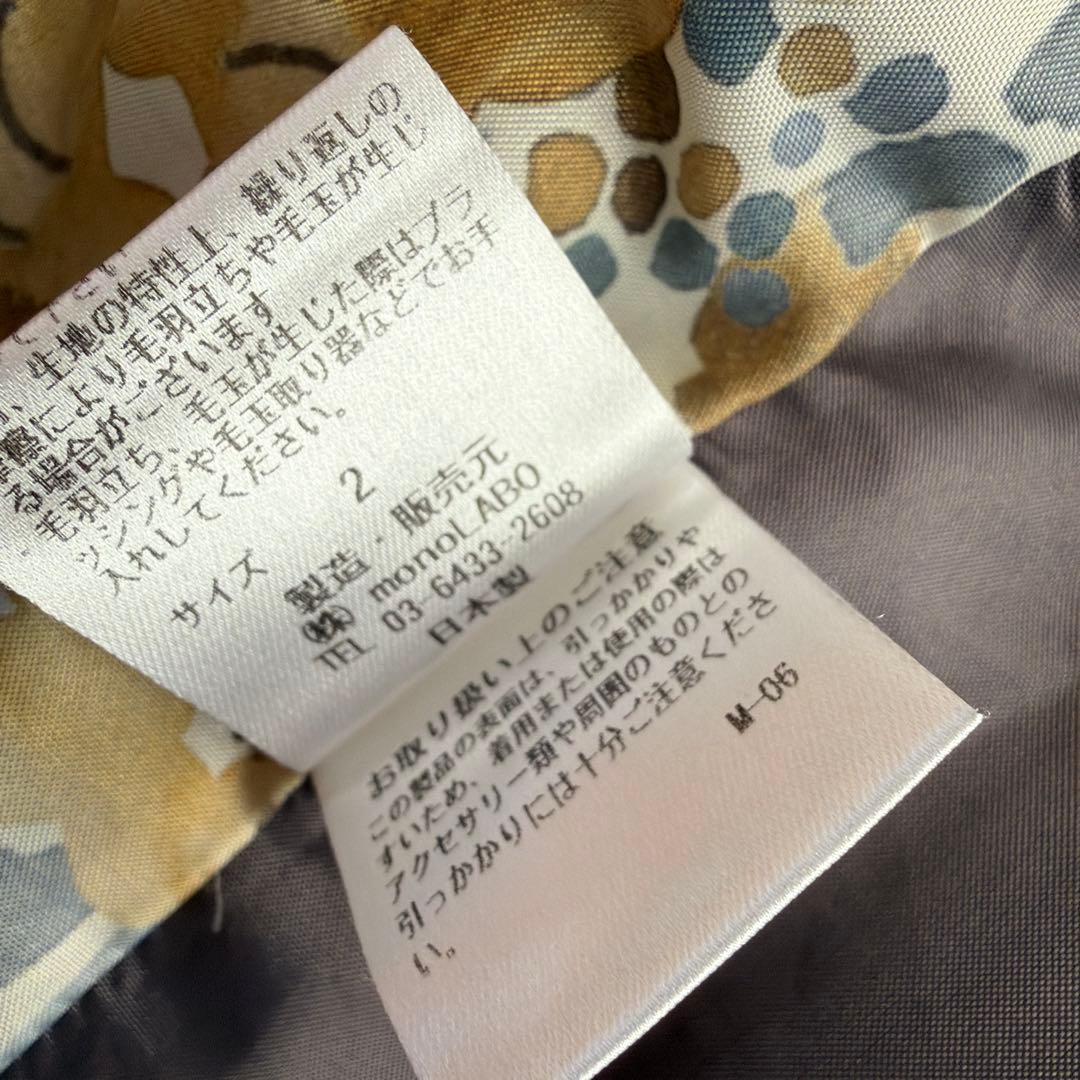 生地の特性上、繰り返しの
摩擦により毛羽立ちや毛玉が生じ
る場合がございます
毛羽立ち、毛玉が生じた際はブラ
ッシングや毛玉取り器などでお手
入れしてください。
サイズ 2
製造・販売元
㈱ monoLABO
TEL 03-6433-2608
日本製
お取り扱い上のご注意
この製品の表面は、引っかかりや
すいため、着用または使用の際は
アクセサリー類や周囲のものとの
引っかかりには十分ご注意くださ
い。
M-06